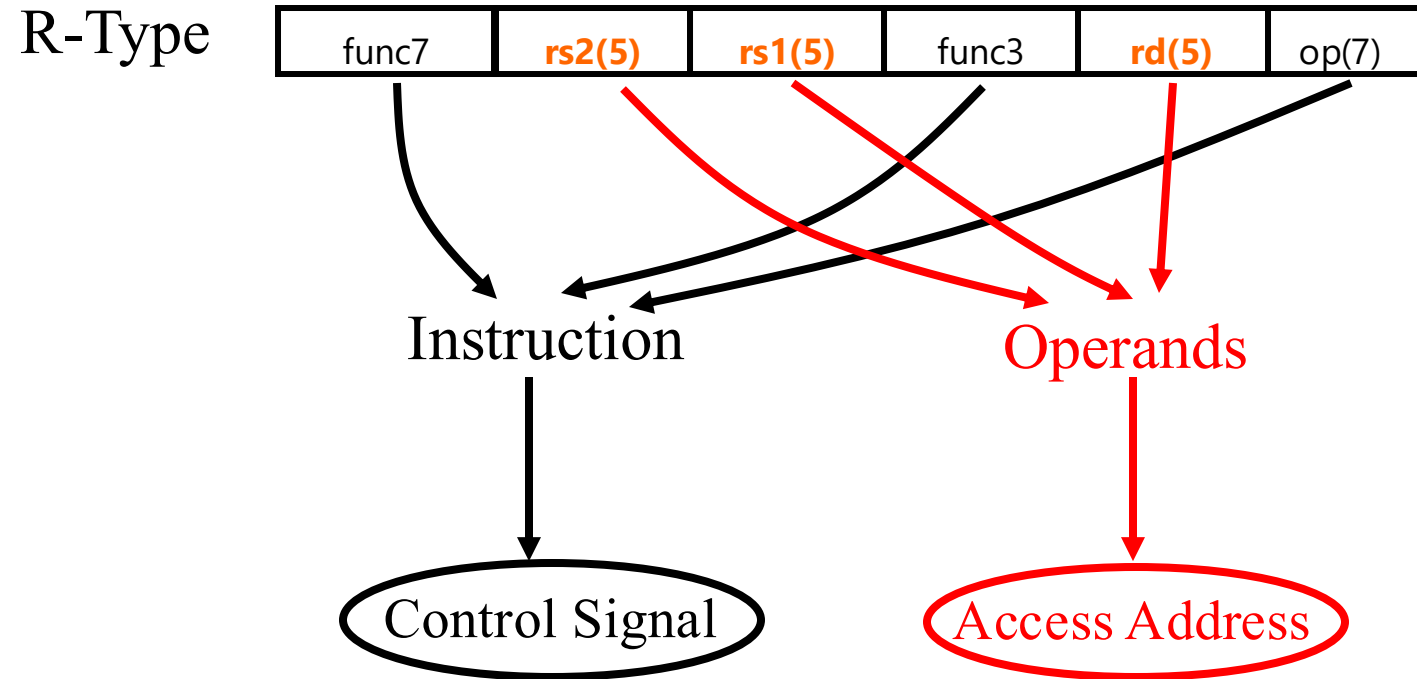 R-Type
func7 rs2(5) rs1(5) func3 rd(5) op(7)
Instruction Operands
Control Signal Access Address